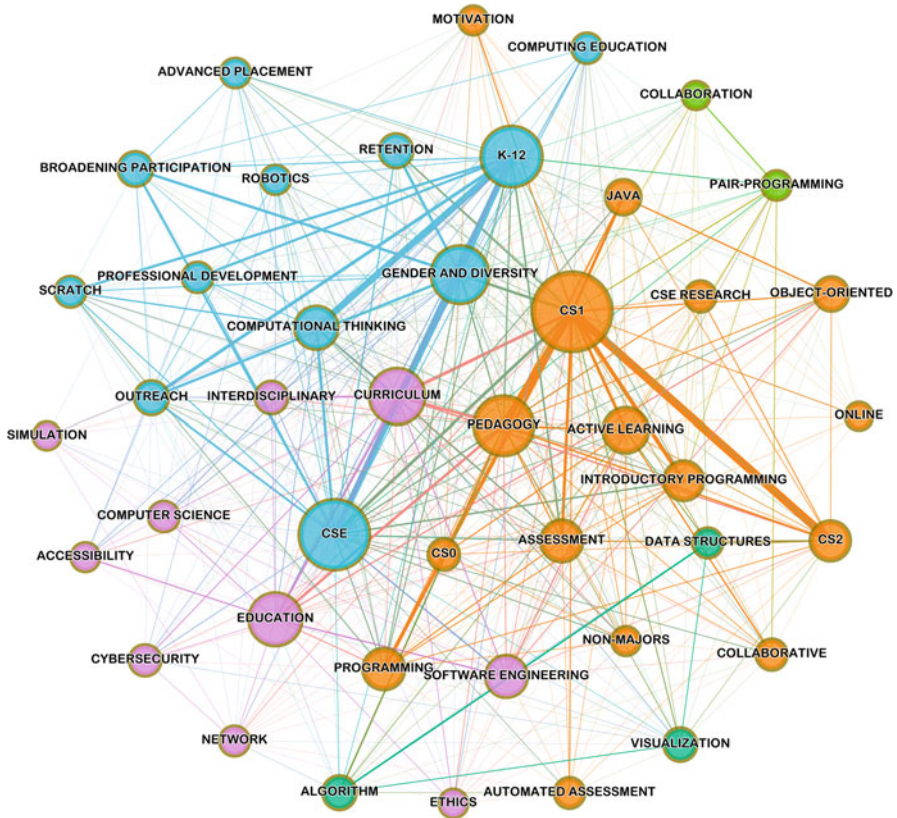 MOTIVATION
COMPUTING EDUCATION
ADVANCED PLACEMENT
COLLABORATION
RETENTION
K-12
BROADENING PARTICIPATION
ROBOTICS
PAIR-PROGRAMMING
JAVA
PROFESSIONAL DEVELOPMENT
GENDER AND DIVERSITY
SCRATCH
CSE RESEARCH
OBJECT-ORIENTED
CS1
COMPUTATIONAL THINKING
OUTREACH
INTERDISCIPLINARY
CURRICULUM
ONLINE
SIMULATION
PEDAGOGY
ACTIVE LEARNING
INTRODUCTORY PROGRAMMING
COMPUTER SCIENCE
CSE
ASSESSMENT
DATA STRUCTURES
CS2
ACCESSIBILITY
CS0
EDUCATION
NON-MAJORS
COLLABORATIVE
CYBERSECURITY
PROGRAMMING
SOFTWARE ENGINEERING
NETWORK
VISUALIZATION
ALGORITHM
ETHICS
AUTOMATED ASSESSMENT